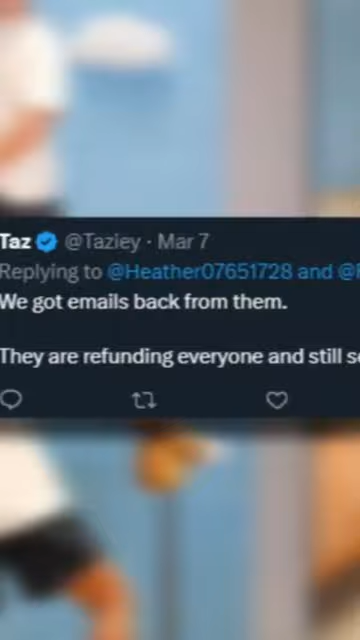 Taz @Taziey · Mar 7
Replying to @Heather07651728 and @
We got emails back from them.
They are refunding everyone and still